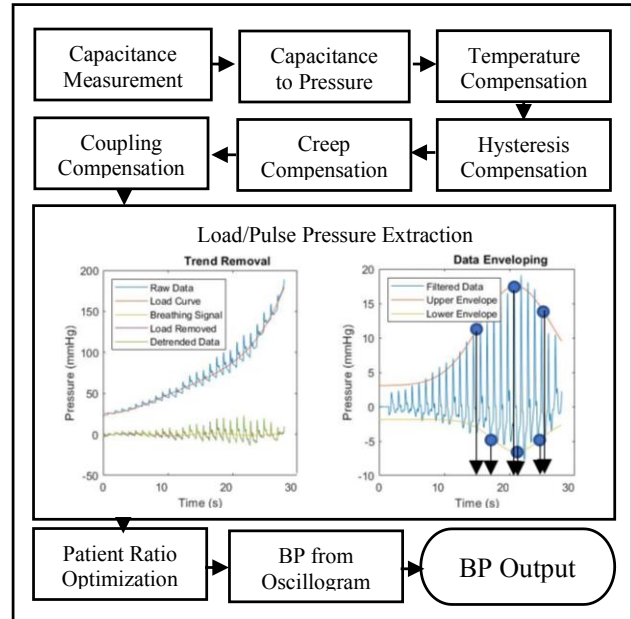 Capacitance
Measurement
Capacitance
to Pressure
Temperature
Compensation
Coupling
Compensation
Creep
Compensation
Hysteresis
Compensation
Load/Pulse Pressure Extraction
Trend Removal
200
150
100
50
0
-50
Pressure (mmHg)
Raw Data
Load Curve
Breathing Signal
Load Removed
Detrended Data
0
10
20
30
Time (s)
Data Enveloping
20
15
10
5
0
-5
-10
Pressure (mmHg)
Filtered Data
Upper Envelope
Lower Envelope
0
10
20
30
Time (s)
Patient Ratio
Optimization
BP from
Oscillogram
BP Output